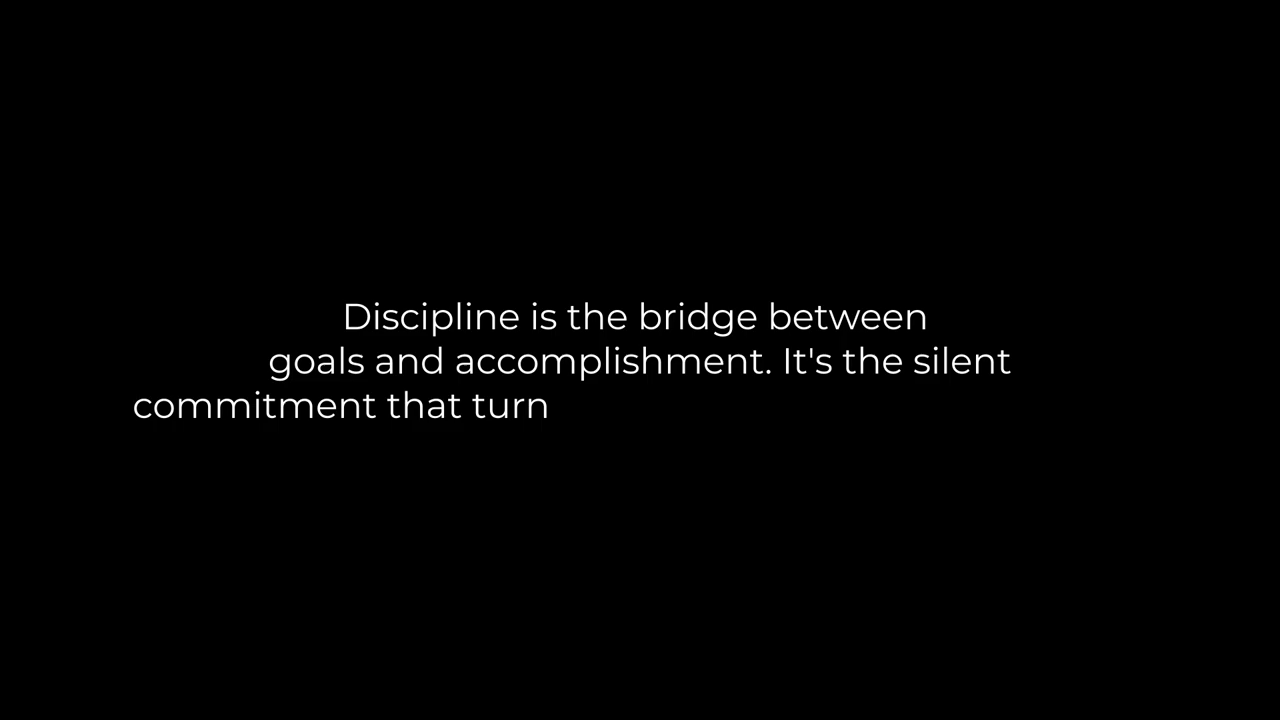 Discipline is the bridge between
goals and accomplishment. It's the silent
commitment that turn